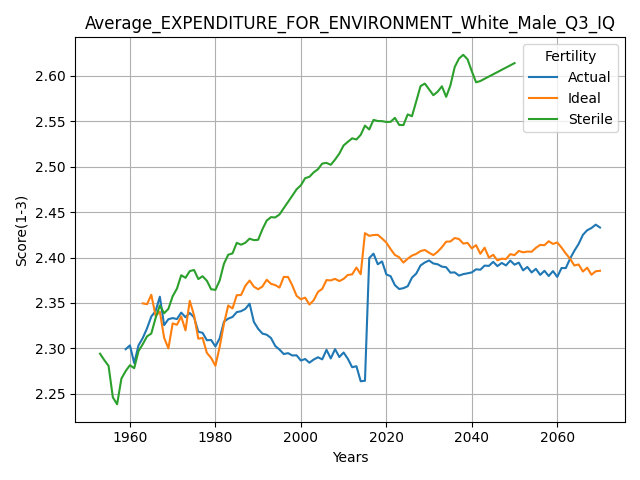 Average_EXPENDITURE_FOR_ENVIRONMENT_White_Male_Q3_IQ
Fertility
Actual
Ideal
Sterile
Score(1-3)
2.60
2.55
2.50
2.45
2.40
2.35
2.30
2.25
1960 1980 2000 2020 2040 2060
Years